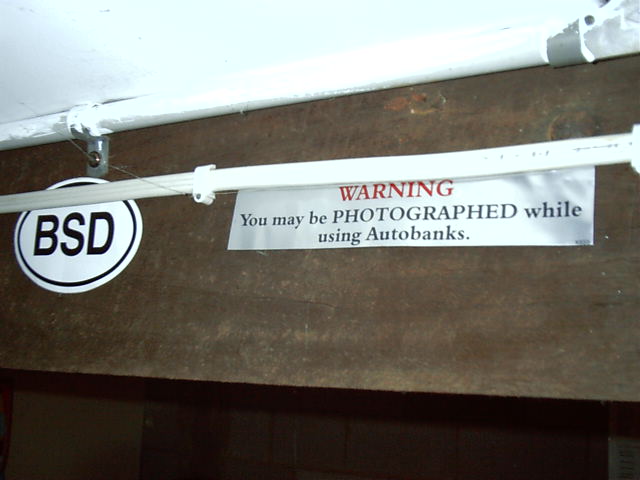 BSD
WARNING
You may be PHOTOGRAPHED while
using Autobanks.